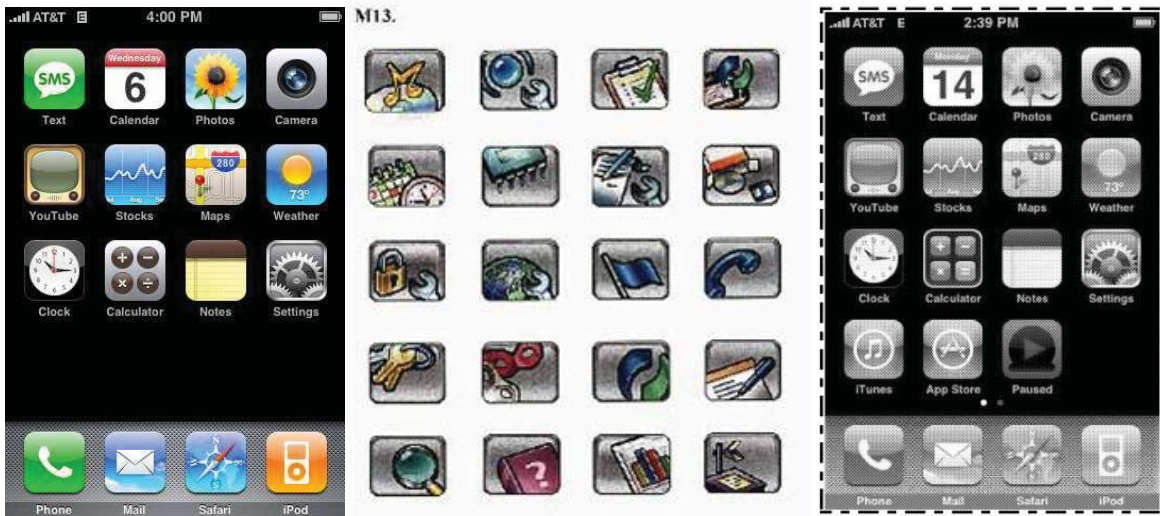 AT&T E 4:00 PM
SMS
Wednesday
6
Text Calendar Photos Camera
280
73°
YouTube Stocks Maps Weather
Clock Calculator Notes Settings
Phone Mail Safari iPod
M13.
?
AT&T E 2:39 PM
SMS
Monday
14
Text Calendar Photos Camera
280
73°
YouTube Stocks Maps Weather
Clock Calculator Notes Settings
iTunes App Store Paused
Phone Mail Safari iPod